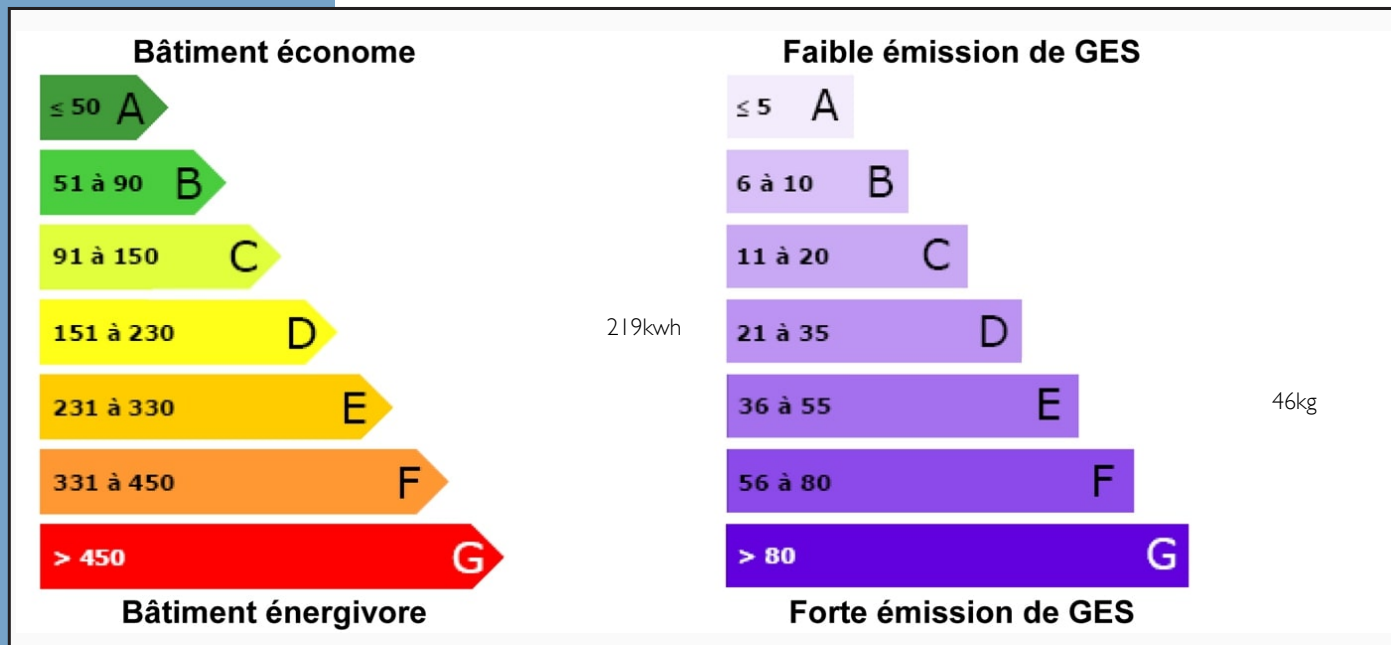 Bâtiment économe
≤ 50 A
51 à 90 B
91 à 150 C
151 à 230 D
219kwh
231 à 330 E
331 à 450 F
> 450 G
Bâtiment énergivore
Faible émission de GES
≤ 5 A
6 à 10 B
11 à 20 C
21 à 35 D
36 à 55 E
46kg
56 à 80 F
> 80 G
Forte émission de GES